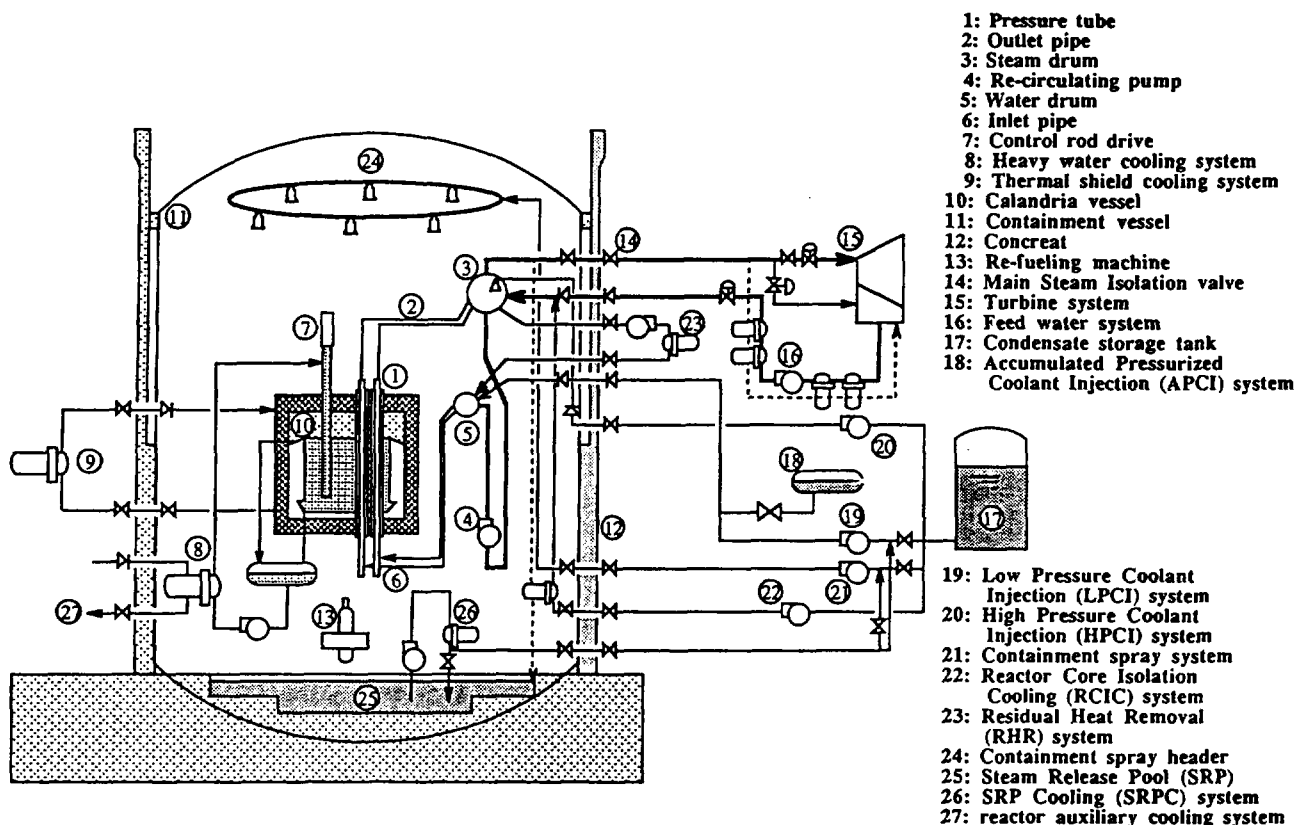 1: Pressure tube
2: Outlet pipe
3: Steam drum
4: Re-circulating pump
5: Water drum
6: Inlet pipe
7: Control rod drive
8: Heavy water cooling system
9: Thermal shield cooling system
10: Calandria vessel
11: Containment vessel
12: Concreat
13: Re-fueling machine
14: Main Steam Isolation valve
15: Turbine system
16: Feed water system
17: Condensate storage tank
18: Accumulated Pressurized
Coolant Injection (APCI) system
19: Low Pressure Coolant
Injection (LPCI) system
20: High Pressure Coolant
Injection (HPCI) system
21: Containment spray system
22: Reactor Core Isolation
Cooling (RCIC) system
23: Residual Heat Removal
(RHR) system
24: Containment spray header
25: Steam Release Pool (SRP)
26: SRP Cooling (SRPC) system
27: reactor auxiliary cooling system
24
11
14
15
3
2
7
23
16
1
10
5
9
18
20
4
12
19
17
8
6
22
21
27
13
26
25